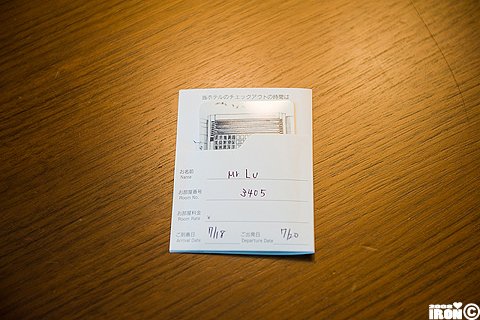 当ホテルのチェックアウトの時間は
お名前
Name
Mr Lu
お部屋番号
Room No.
3405
お部屋料金
Room Rate ¥
ご到着日
Arrival Date
7/18
ご出発日
Departure Date
7/20
IRON©